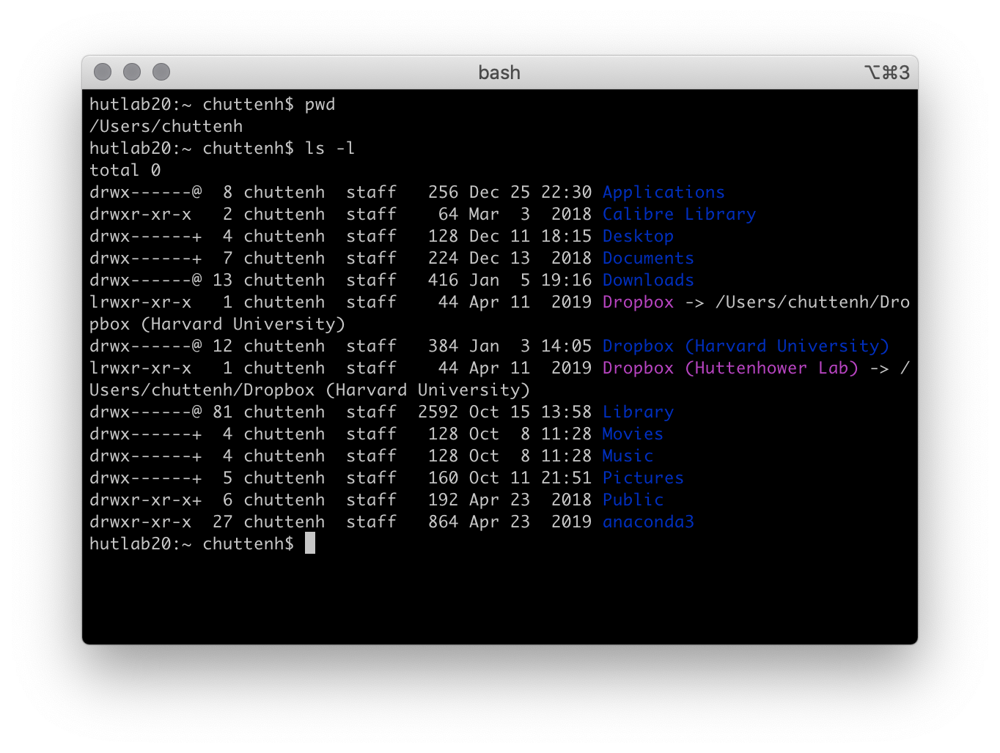 bash
⌥⌘3
hutlab20:~ chuttenh$ pwd
/Users/chuttenh
hutlab20:~ chuttenh$ ls -l
total 0
drwx------@  8 chuttenh  staff   256 Dec 25 22:30 Applications
drwxr-xr-x   2 chuttenh  staff    64 Mar  3  2018 Calibre Library
drwx------+  4 chuttenh  staff   128 Dec 11 18:15 Desktop
drwx------+  7 chuttenh  staff   224 Dec 13  2018 Documents
drwx------@ 13 chuttenh  staff   416 Jan  5 19:16 Downloads
lrwxr-xr-x   1 chuttenh  staff    44 Apr 11  2019 Dropbox -> /Users/chuttenh/Dro
pbox (Harvard University)
drwx------@ 12 chuttenh  staff   384 Jan  3 14:05 Dropbox (Harvard University)
lrwxr-xr-x   1 chuttenh  staff    44 Apr 11  2019 Dropbox (Huttenhower Lab) -> /
Users/chuttenh/Dropbox (Harvard University)
drwx------@ 81 chuttenh  staff  2592 Oct 15 13:58 Library
drwx------+  4 chuttenh  staff   128 Oct  8 11:28 Movies
drwx------+  4 chuttenh  staff   128 Oct  8 11:28 Music
drwx------+  5 chuttenh  staff   160 Oct 11 21:51 Pictures
drwxr-xr-x+  6 chuttenh  staff   192 Apr 23  2018 Public
drwxr-xr-x  27 chuttenh  staff   864 Apr 23  2019 anaconda3
hutlab20:~ chuttenh$